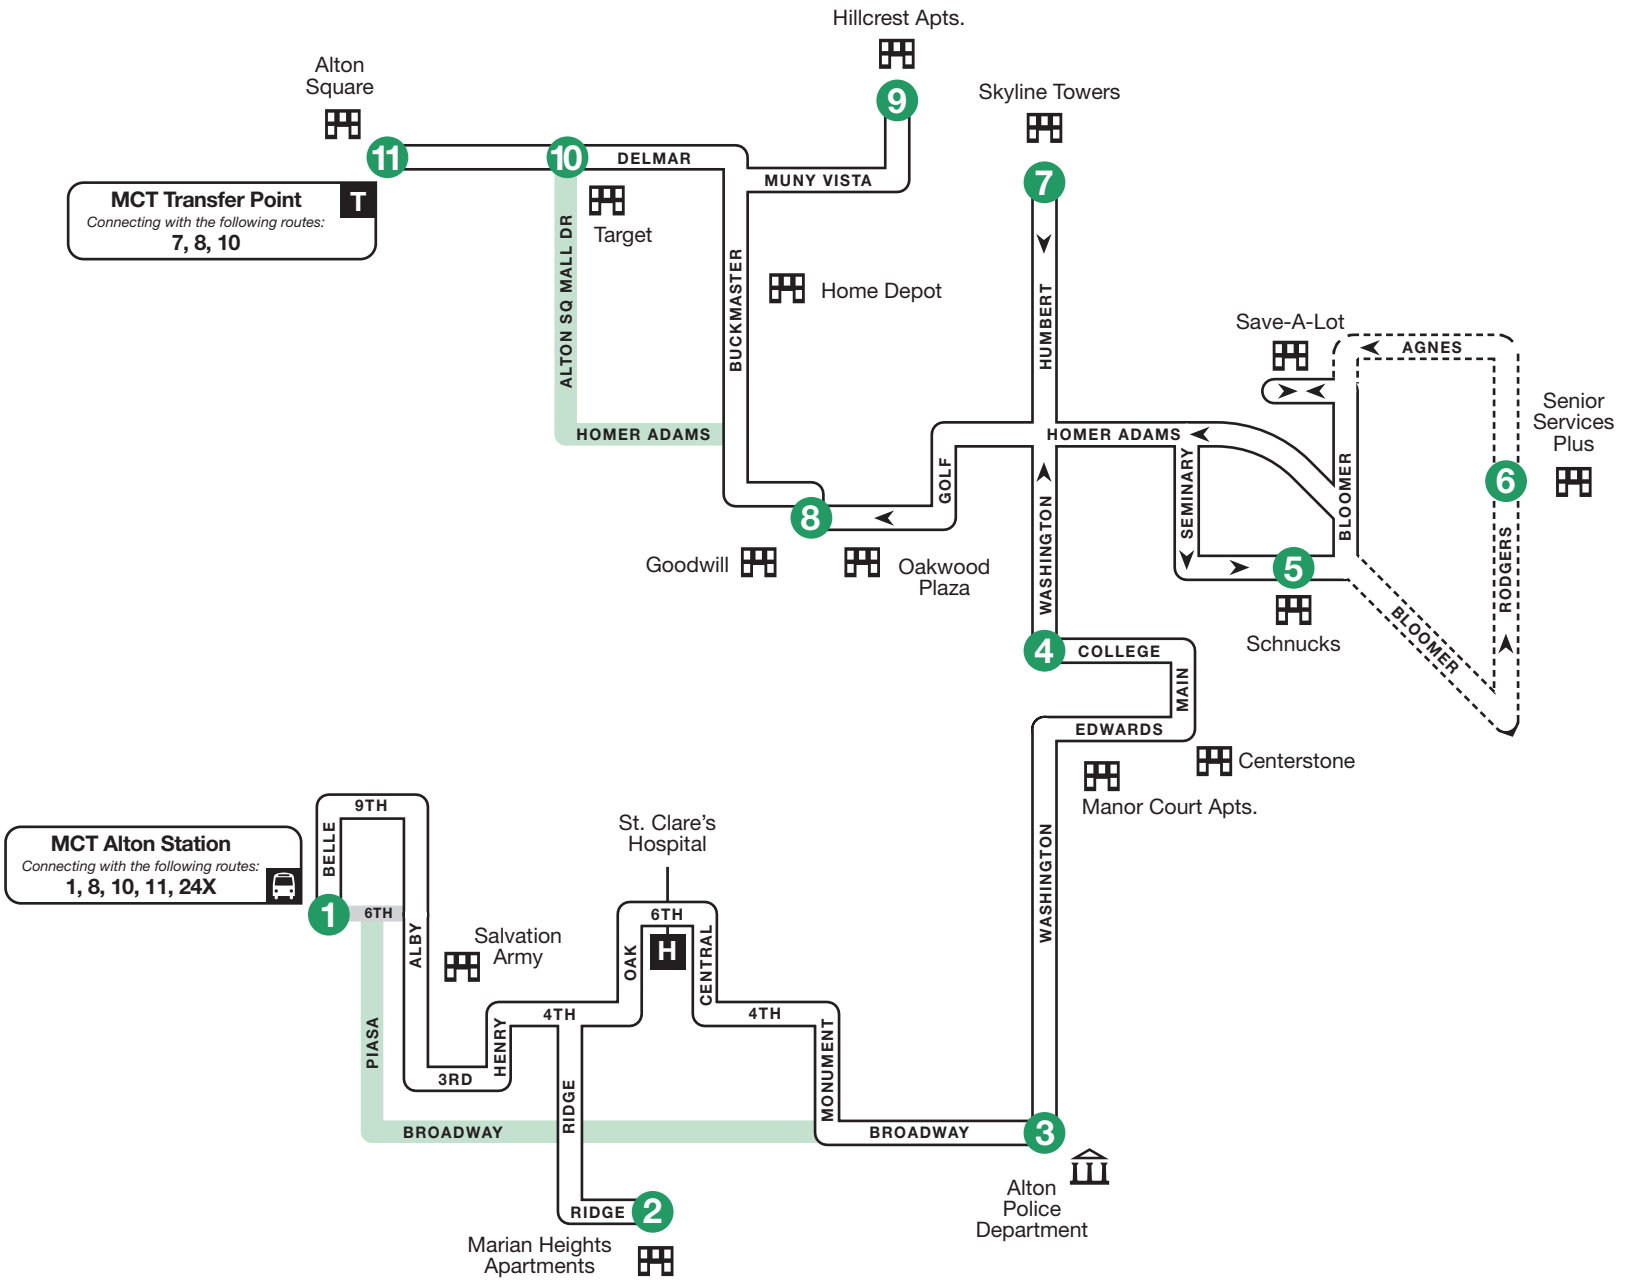 Hillcrest Apts.
9
Alton
Square
Skyline Towers
11
10
DELMAR
MUNY VISTA
7
MCT Transfer Point
Connecting with the following routes:
7, 8, 10
T
Target
ALTON SQ MALL DR
BUCKMASTER
Home Depot
HUMBERT
Save-A-Lot
AGNES
Senior
Services
Plus
HOMER ADAMS
HOMER ADAMS
GOLF
SEMINARY
BLOOMER
6
8
WASHINGTON
5
RODGERS
Goodwill
Oakwood
Plaza
Schnucks
BLOOMER
4
COLLEGE
MAIN
EDWARDS
Centerstone
Manor Court Apts.
9TH
BELLE
MCT Alton Station
Connecting with the following routes:
1, 8, 10, 11, 24X
St. Clare's
Hospital
WASHINGTON
1
6TH
6TH
ALBY
Salvation
Army
OAK
H
CENTRAL
4TH
4TH
PIASA
HENRY
MONUMENT
3RD
RIDGE
BROADWAY
BROADWAY
3
Alton
Police
Department
RIDGE
2
Marian Heights
Apartments